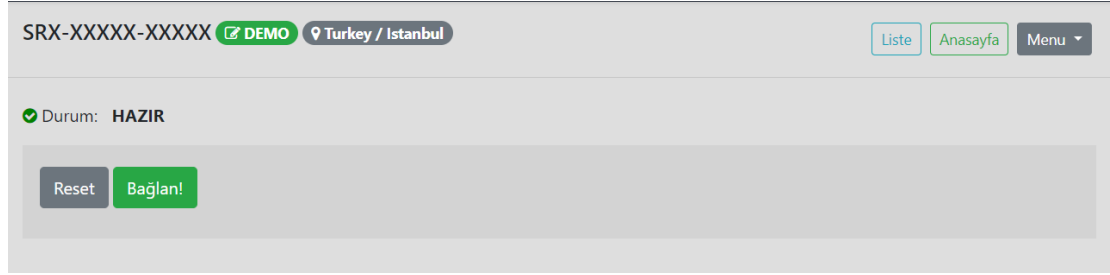 SRX-XXXXX-XXXXX DEMO Turkey / Istanbul
Liste Anasayfa Menu
Durum: HAZIR
Reset Bağlan!